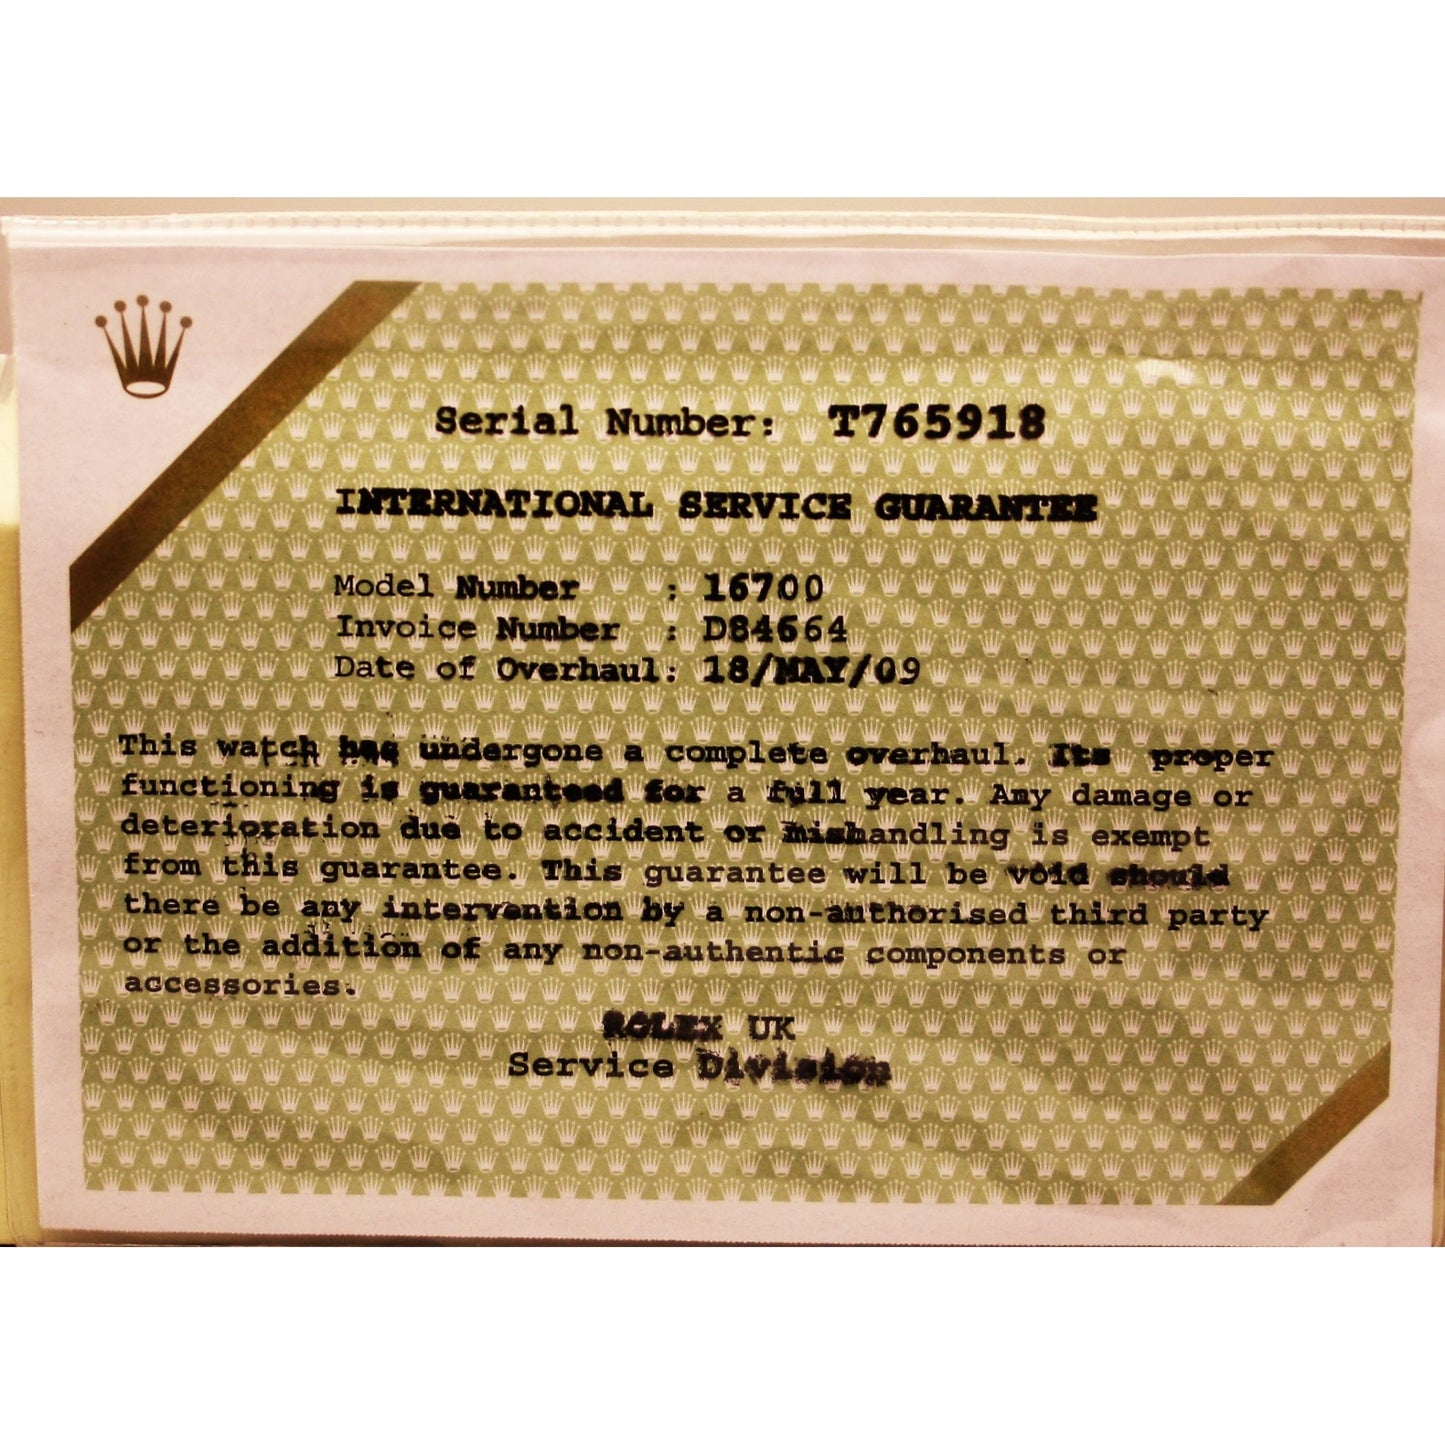 Serial Number: T765918
INTERNATIONAL SERVICE GUARANTEE
Model Number : 16700
Invoice Number : D84664
Date of Overhaul: 18/MAY/09
This watch has undergone a complete overhaul. Its proper
functioning is guaranteed for a full year. Any damage or
deterioration due to accident or mishandling is exempt
from this guarantee. This guarantee will be void should
there be any intervention by a non-authorised third party
or the addition of any non-authentic components or
accessories.
ROLEX UK
Service Division